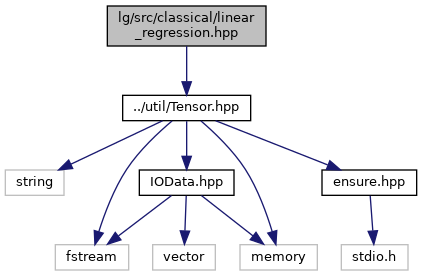 lg/src/classical/linear
_regression.hpp
../util/Tensor.hpp
string
IOData.hpp
ensure.hpp
fstream
vector
memory
stdio.h